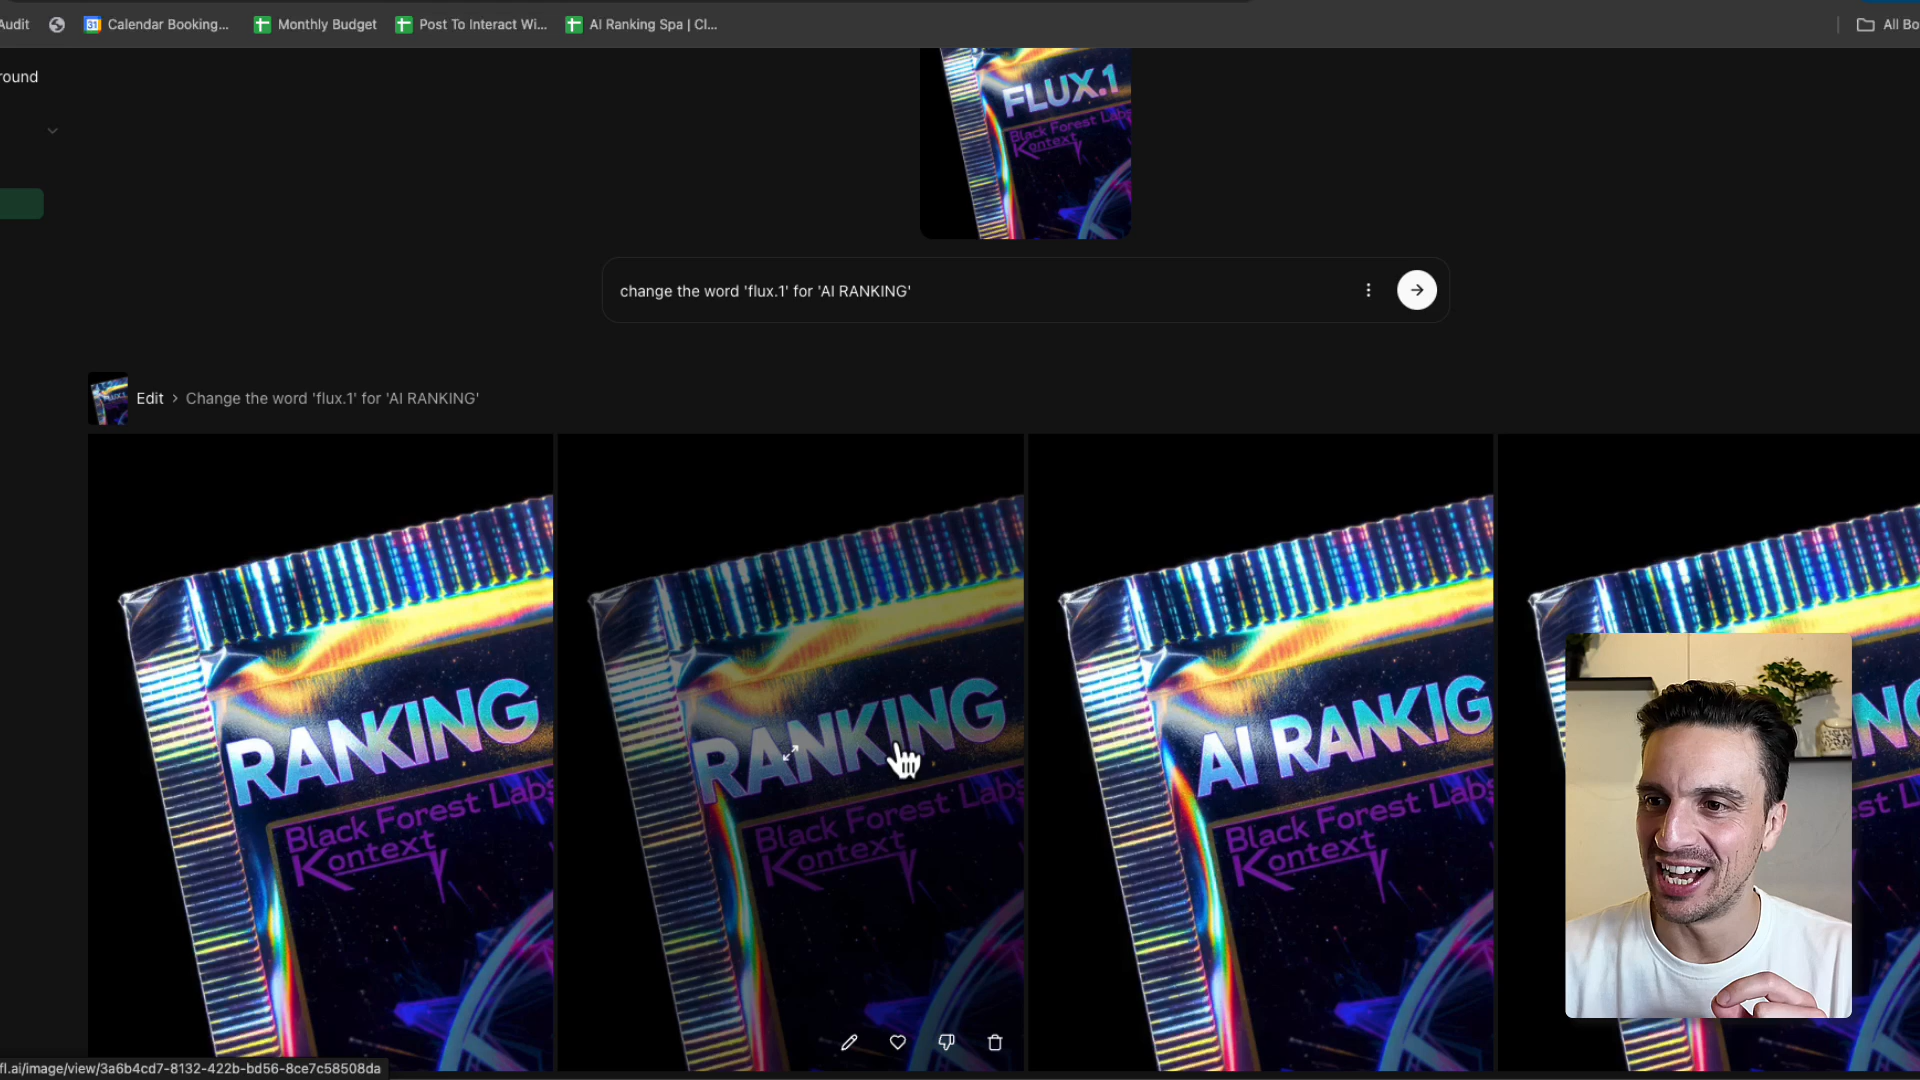 Audit
31
Calendar Booking...
Monthly Budget
Post To Interact Wi...
AI Ranking Spa | Cl...
All Bo
round
FLUX.1
Black Forest Labs
Kontext
change the word 'flux.1' for 'AI RANKING'
Edit > Change the word 'flux.1' for 'AI RANKING'
RANKING
Black Forest Labs
Kontext
RANKING
Black Forest Labs
Kontext
AI RANKIG
Black Forest Labs
Kontext
NG
st L
fl.ai/image/view/3a6b4cd7-8132-422b-bd56-8ce7c58508da